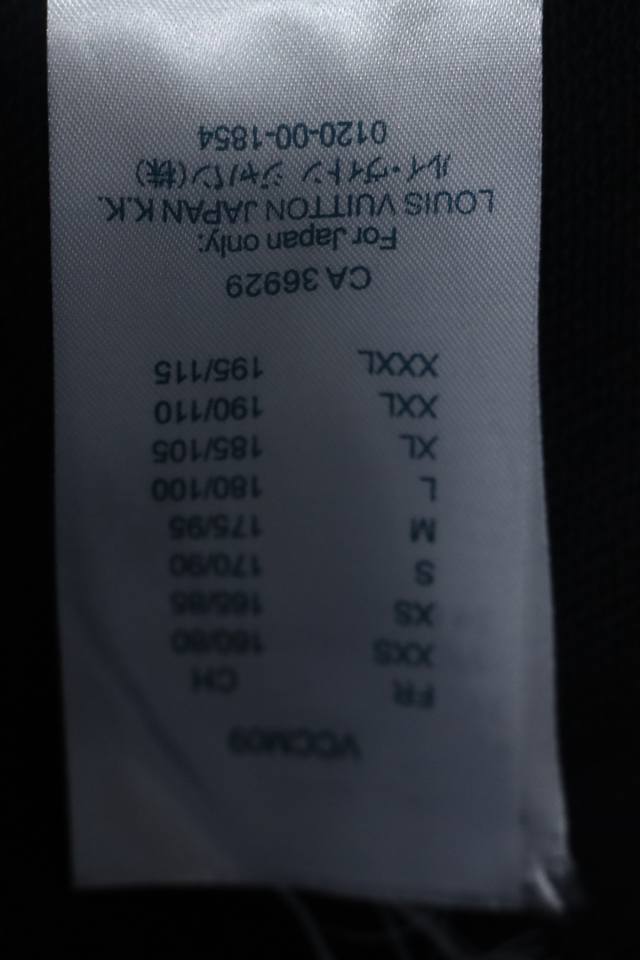 VCCM09
FR CH
XXS 160/80
XS 165/85
S 170/90
M 175/95
L 180/100
XL 185/105
XXL 190/110
XXXL 195/115
CA 36929
For Japan only:
LOUIS VUITTON JAPAN K.K.
ルイ・ヴィトン ジャパン(株)
0120-00-1854